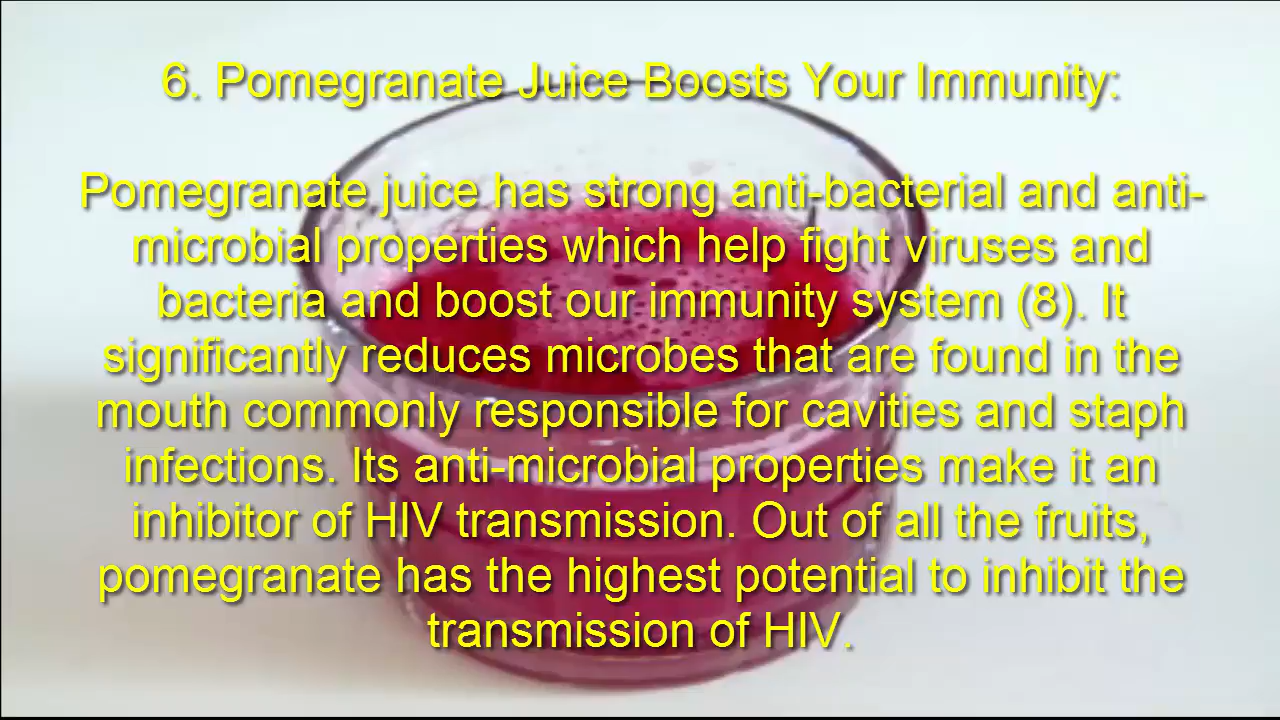 6. Pomegranate Juice Boosts Your Immunity:
Pomegranate juice has strong anti-bacterial and anti-
microbial properties which help fight viruses and
bacteria and boost our immunity system (8). It
significantly reduces microbes that are found in the
mouth commonly responsible for cavities and staph
infections. Its anti-microbial properties make it an
inhibitor of HIV transmission. Out of all the fruits,
pomegranate has the highest potential to inhibit the
transmission of HIV.